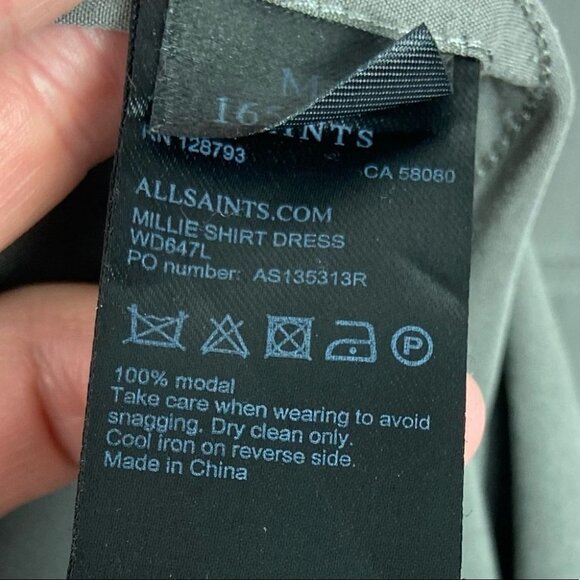 RN 128793
CA 58080
ALLSAINTS.COM
MILLIE SHIRT DRESS
WD647L
PO number: AS135313R
P
100% modal
Take care when wearing to avoid
snagging. Dry clean only.
Cool iron on reverse side.
Made in China